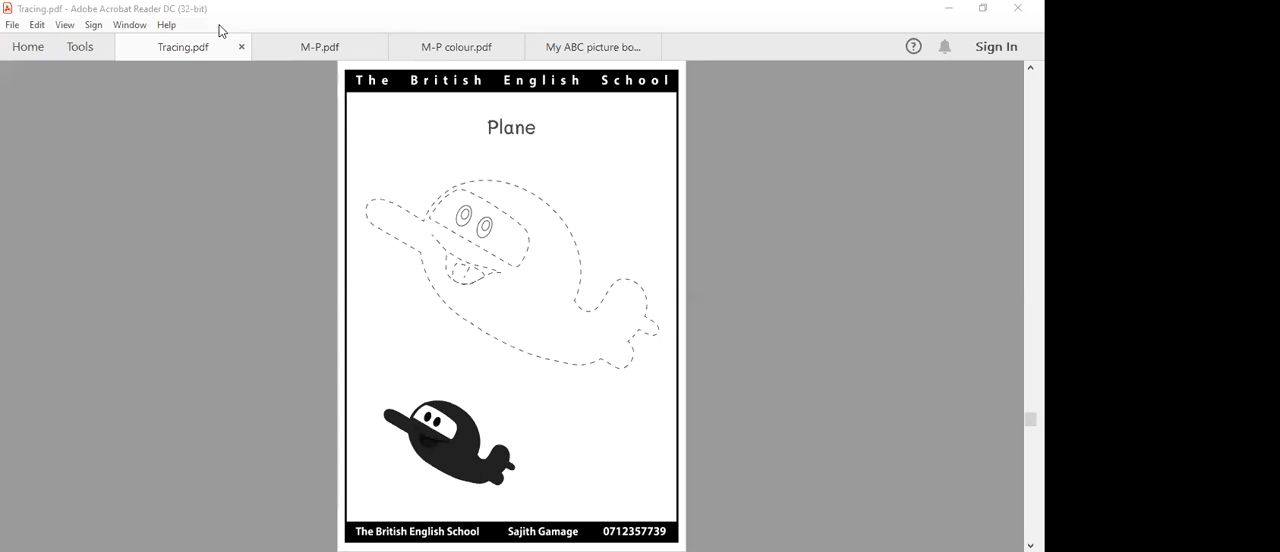 Tracing.pdf - Adobe Acrobat Reader DC (32-bit)
File Edit View Sign Window Help
Home Tools Tracing.pdf M-P.pdf M-P colour.pdf My ABC picture bo... Sign In
The British English School
Plane
The British English School Sajith Gamage 0712357739